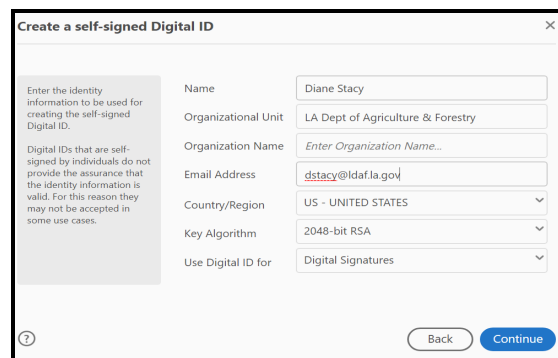 Create a self-signed Digital ID
Enter the identity
information to be used for
creating the self-signed
Digital ID.
Digital IDs that are self-
signed by individuals do not
provide the assurance that
the identity information is
valid. For this reason they
may not be accepted in
some use cases.
Name Diane Stacy
Organizational Unit LA Dept of Agriculture & Forestry
Organization Name Enter Organization Name...
Email Address dstacy@ldaf.la.gov
Country/Region US - UNITED STATES
Key Algorithm 2048-bit RSA
Use Digital ID for Digital Signatures
? Back Continue